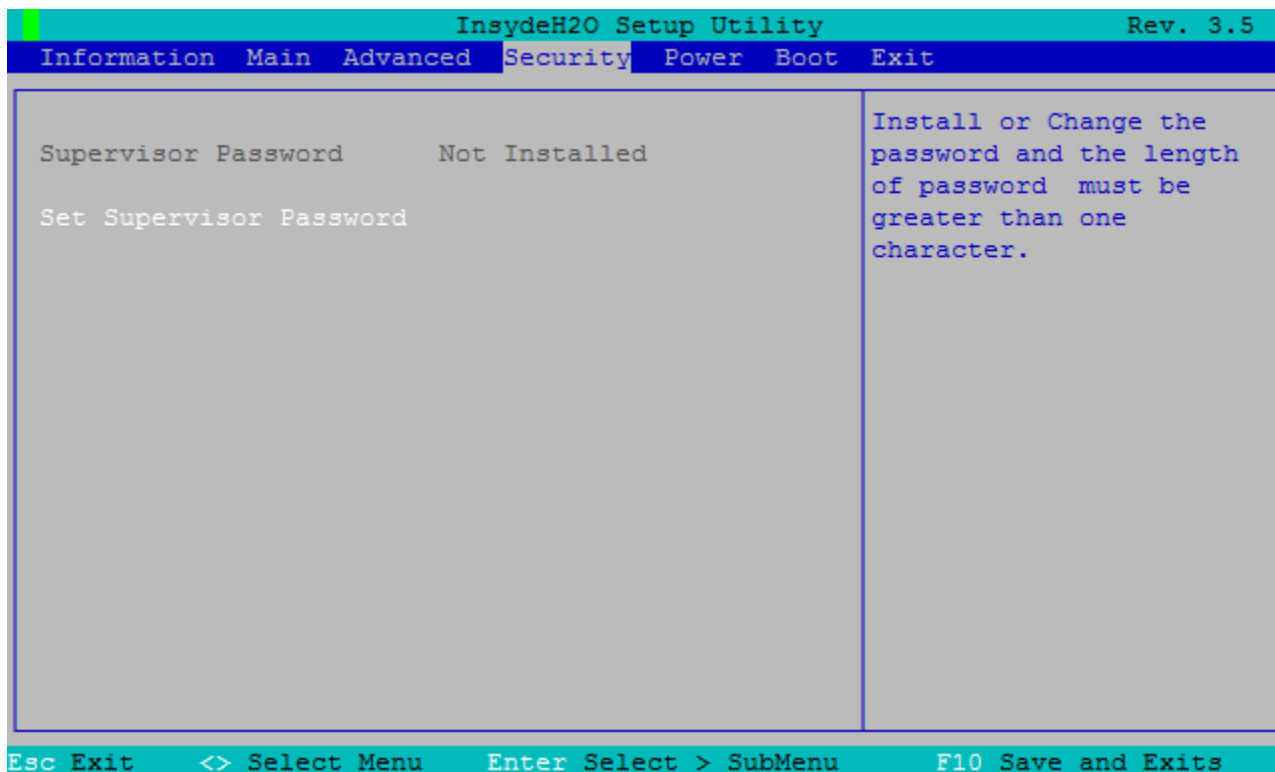 InsydeH2O Setup Utility Rev. 3.5
Information Main Advanced Security Power Boot Exit
Supervisor Password Not Installed
Set Supervisor Password
Install or Change the
password and the length
of password must be
greater than one
character.
Esc Exit <> Select Menu Enter Select > SubMenu F10 Save and Exits